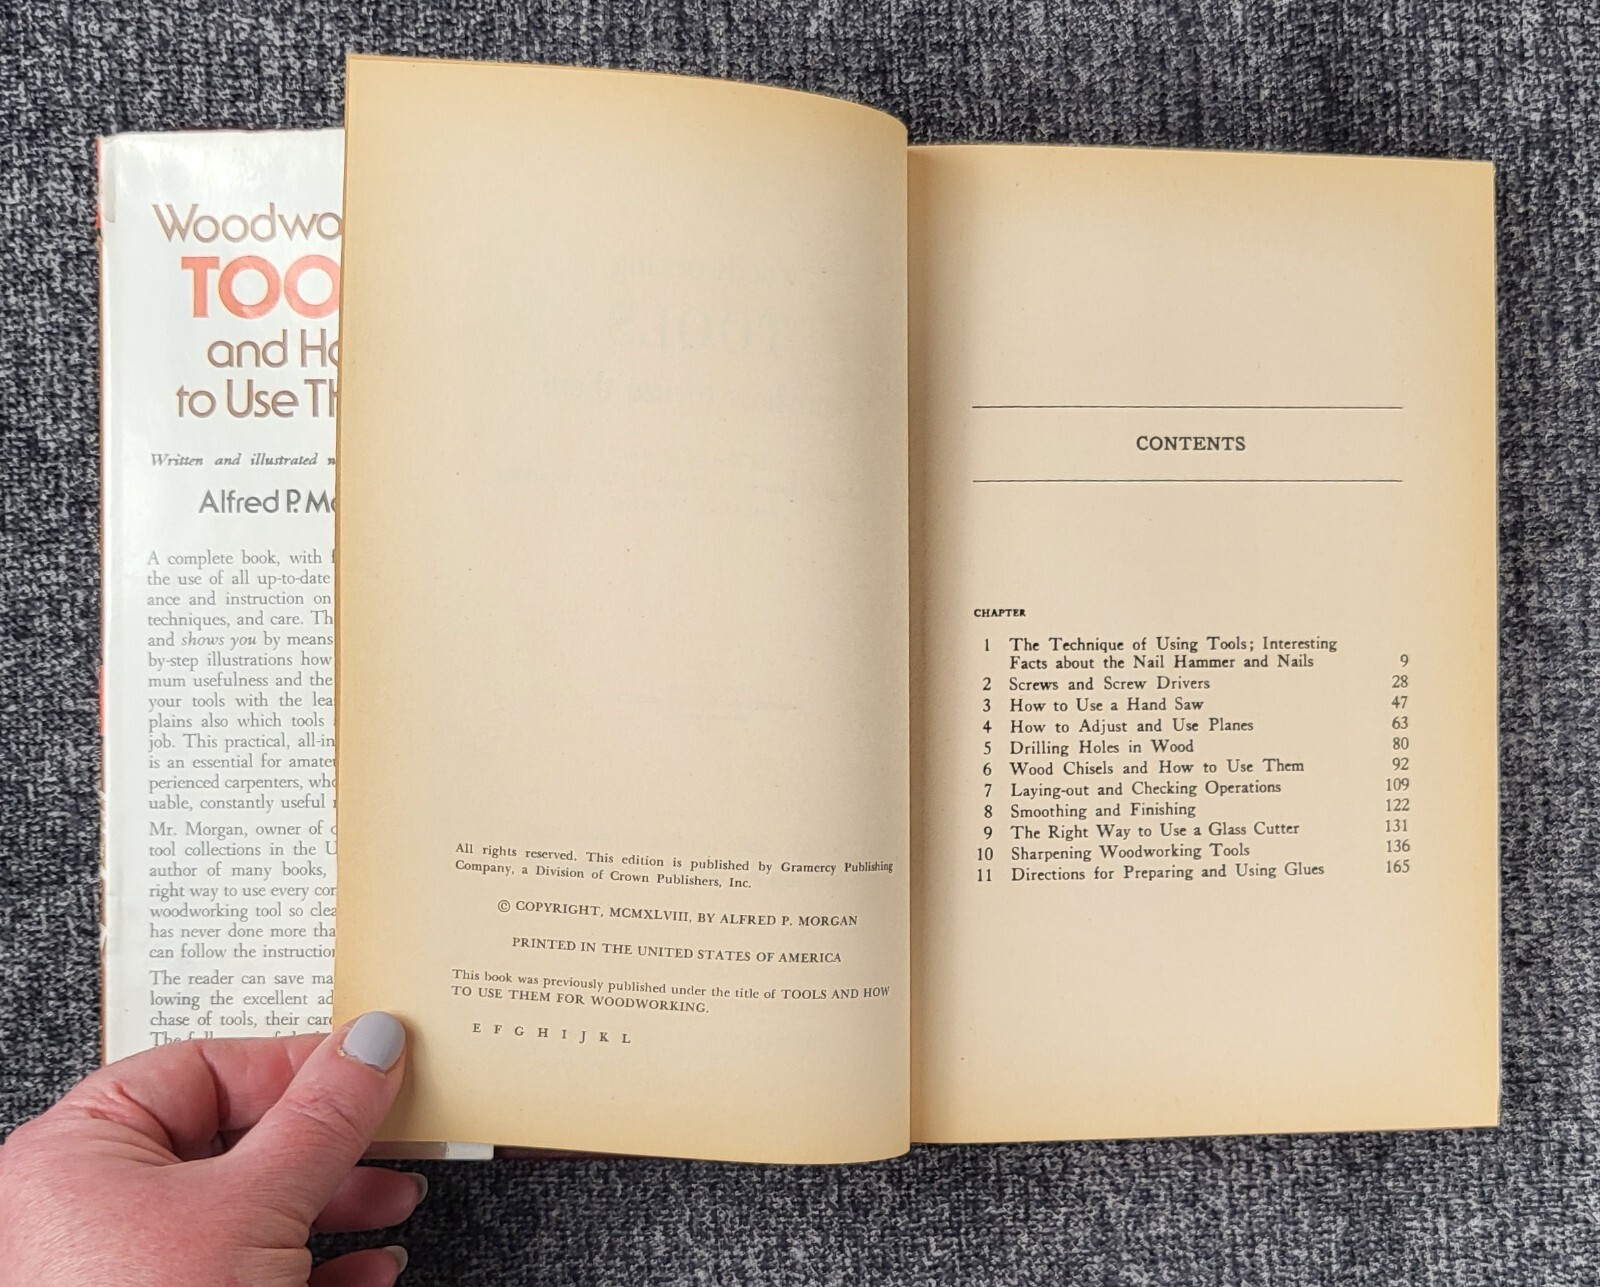 Woodwo
TOO
and Ho
to Use Th
Written and illustrated
Alfred P. Mo
A complete book, with
the use of all up-to-date
ance and instruction on
techniques, and care. Th
and shows you by means
by-step illustrations how
mum usefulness and the
your tools with the lea
plains also which tools
job. This practical, all-in
is an essential for amateu
perienced carpenters, who
uable, constantly useful
Mr. Morgan, owner of
tool collections in the U
author of many books,
right way to use every con
woodworking tool so clea
has never done more tha
can follow the instruction
The reader can save ma
lowing the excellent ad
chase of tools, their care
All rights reserved. This edition is published by Gramercy Publishing
Company, a Division of Crown Publishers, Inc.
© COPYRIGHT, MCMXLVIII, BY ALFRED P. MORGAN
PRINTED IN THE UNITED STATES OF AMERICA
This book was previously published under the title of TOOLS AND HOW
TO USE THEM FOR WOODWORKING.
E F G H I J K L
CONTENTS
CHAPTER
1 The Technique of Using Tools; Interesting
Facts about the Nail Hammer and Nails 9
2 Screws and Screw Drivers 28
3 How to Use a Hand Saw 47
4 How to Adjust and Use Planes 63
5 Drilling Holes in Wood 80
6 Wood Chisels and How to Use Them 92
7 Laying-out and Checking Operations 109
8 Smoothing and Finishing 122
9 The Right Way to Use a Glass Cutter 131
10 Sharpening Woodworking Tools 136
11 Directions for Preparing and Using Glues 165